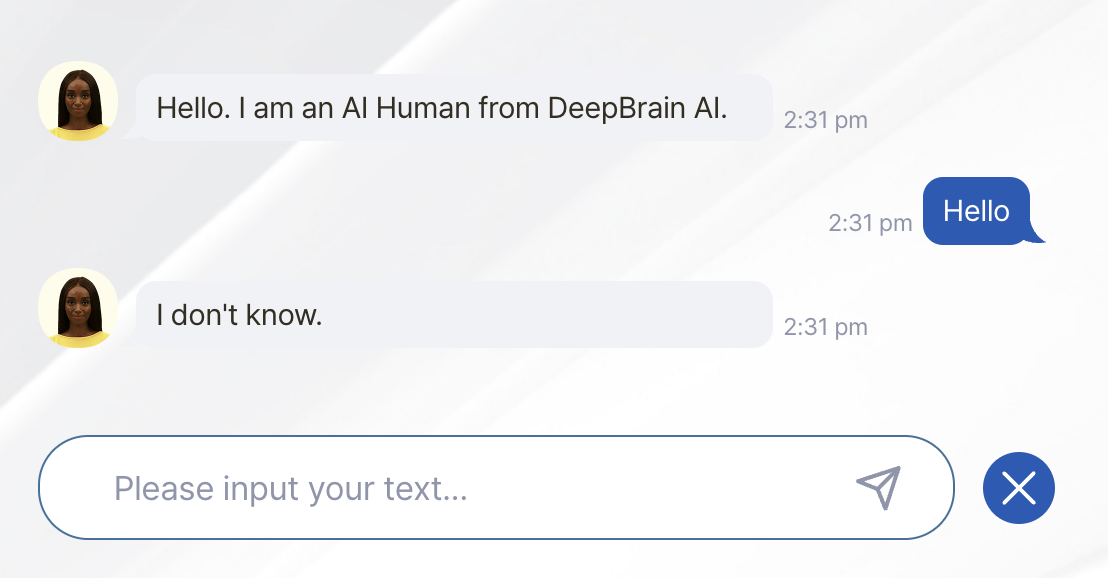 Hello. I am an AI Human from DeepBrain AI.
2:31 pm
Hello
2:31 pm
I don't know.
2:31 pm
Please input your text...